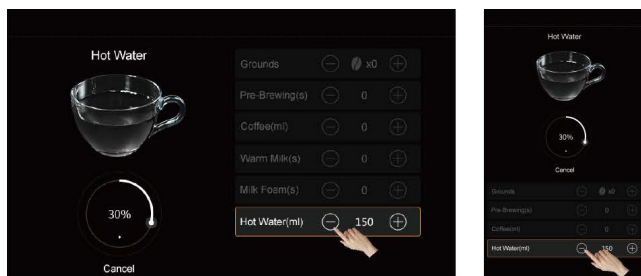 Hot Water
30%
Cancel
Grounds x0
Pre-Brewing(s) 0
Coffee(ml) 0
Warm Milk(s) 0
Milk Foam(s) 0
Hot Water(ml) 150
Hot Water
30%
Cancel
Grounds x0
Pre-Brewing(s) 0
Coffee(ml) 0
Hot Water(ml) 150